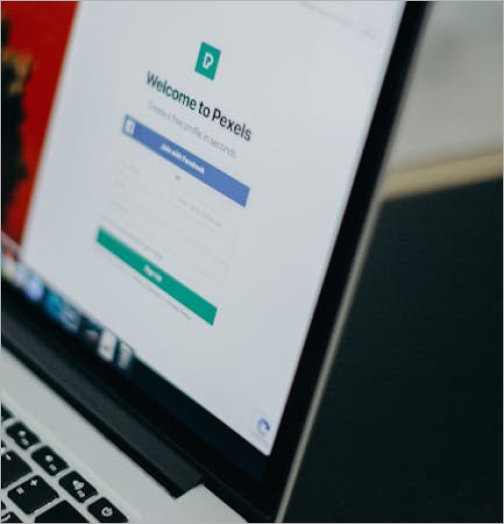 Welcome to Pexels
Create a free profile in seconds
Join with Facebook
or
Sign Up